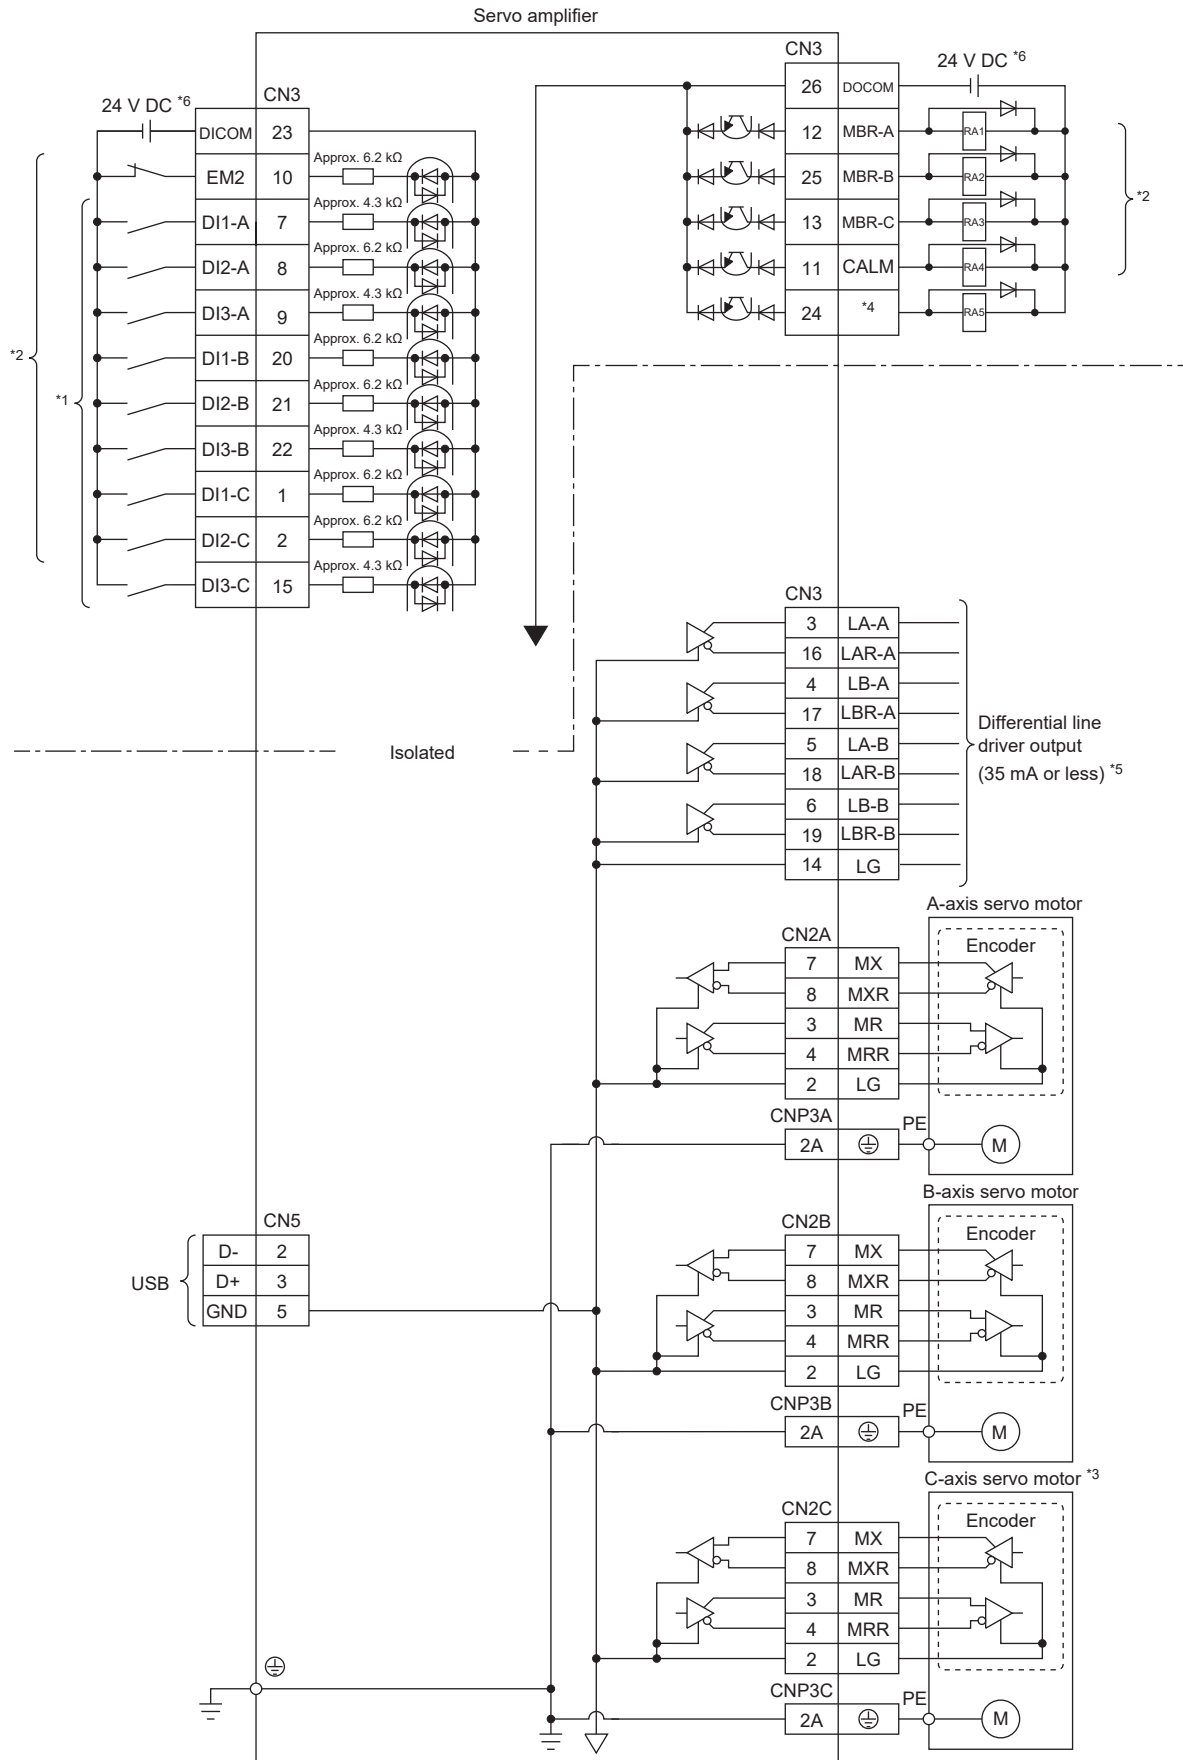 Servo amplifier
24 V DC *6
CN3
DICOM 23
EM2 10 Approx. 6.2 kΩ
DI1-A 7 Approx. 4.3 kΩ
DI2-A 8 Approx. 6.2 kΩ
DI3-A 9 Approx. 4.3 kΩ
DI1-B 20 Approx. 6.2 kΩ
DI2-B 21 Approx. 6.2 kΩ
DI3-B 22 Approx. 4.3 kΩ
DI1-C 1 Approx. 6.2 kΩ
DI2-C 2 Approx. 6.2 kΩ
DI3-C 15 Approx. 4.3 kΩ
*2
*1
CN3
24 V DC *6
26 DOCOM
12 MBR-A RA1
25 MBR-B RA2
13 MBR-C RA3
11 CALM RA4
24 *4 RA5
*2
Isolated
CN3
3 LA-A
16 LAR-A
4 LB-A
17 LBR-A
5 LA-B
18 LAR-B
6 LB-B
19 LBR-B
14 LG
Differential line
driver output
(35 mA or less) *5
A-axis servo motor
CN2A
Encoder
7 MX
8 MXR
3 MR
4 MRR
2 LG
CNP3A
2A PE M
B-axis servo motor
CN2B
Encoder
7 MX
8 MXR
3 MR
4 MRR
2 LG
CNP3B
2A PE M
CN5
USB
D- 2
D+ 3
GND 5
C-axis servo motor *3
CN2C
Encoder
7 MX
8 MXR
3 MR
4 MRR
2 LG
CNP3C
2A PE M